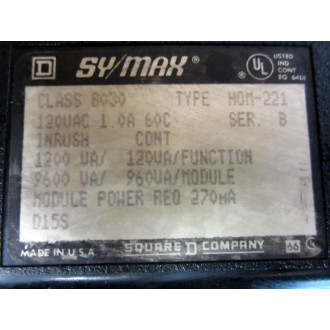 D SY/MAX® UL LISTED
IND
CONT
EQ
CLASS 8030 TYPE HOM-221
120VAC 1.0A 60C SER. B
INRUSH CONT
1200 VA/ 120VA/FUNCTION
9600 VA/ 960VA/MODULE
MODULE POWER REQ 270MA
D15S
MADE IN U.S.A. SQUARE D COMPANY 66